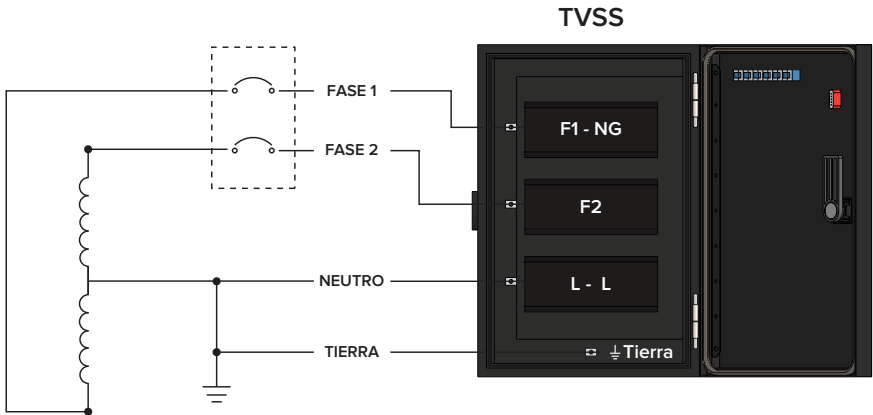 TVSS
FASE 1
F1 - NG
FASE 2
F2
NEUTRO
L - L
TIERRA
Tierra